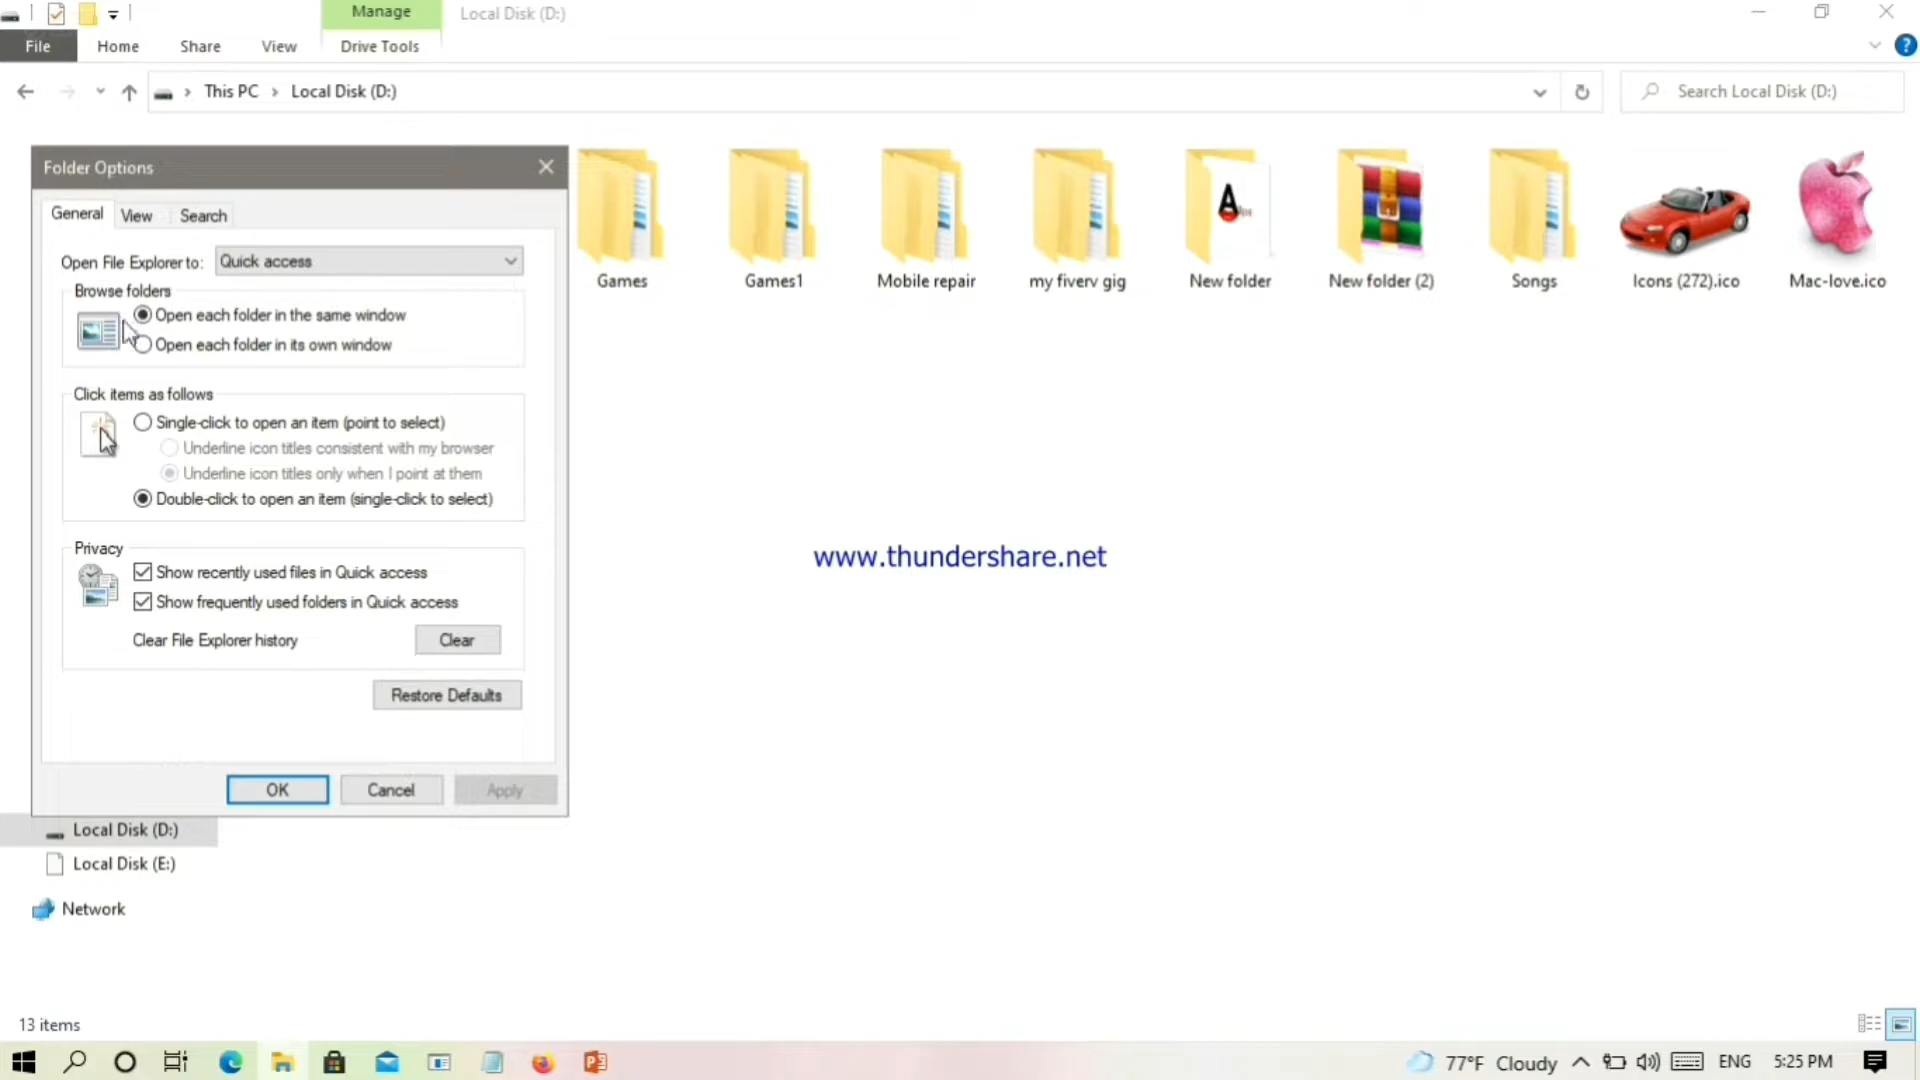 Manage
Local Disk (D:)
File
Home
Share
View
Drive Tools
This PC
Local Disk (D:)
Search Local Disk (D:)
Folder Options
General
View
Search
Open File Explorer to:
Quick access
Browse folders
Open each folder in the same window
Open each folder in its own window
Click items as follows
Single-click to open an item (point to select)
Underline icon titles consistent with my browser
Underline icon titles only when I point at them
Double-click to open an item (single-click to select)
Privacy
Show recently used files in Quick access
Show frequently used folders in Quick access
Clear File Explorer history
Clear
Restore Defaults
OK
Cancel
Apply
Games
Games1
Mobile repair
my fiverv gig
New folder
New folder (2)
Songs
Icons (272).ico
Mac-love.ico
www.thundershare.net
Local Disk (D:)
Local Disk (E:)
Network
13 items
77°F Cloudy
ENG
5:25 PM